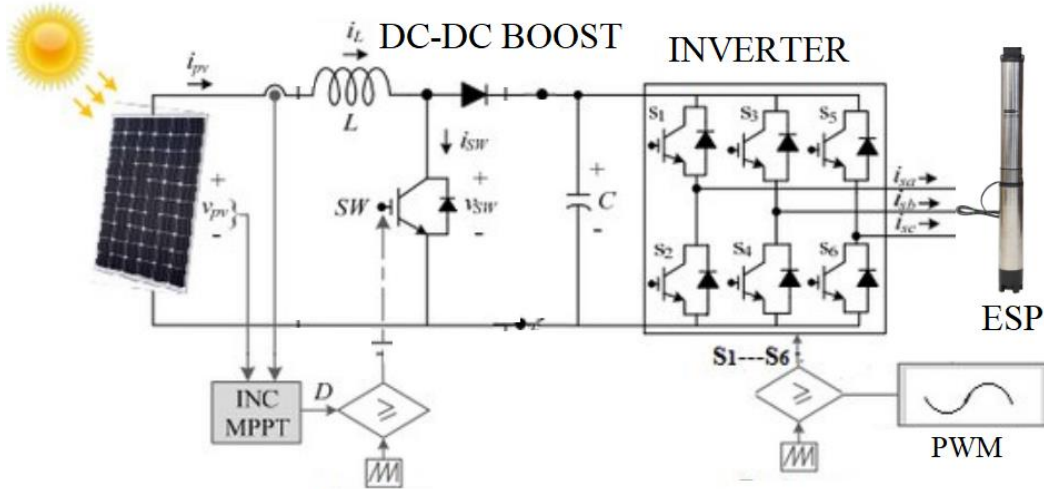 DC-DC BOOST
INVERTER
i_L
i_pv
L
i_SW
SW
+
v_SW
-
+
v_pv
-
+
C
-
S1
S3
S5
S2
S4
S6
i_sa
i_sb
i_sc
ESP
S1---S6
INC
MPPT
D
≥
≥
PWM